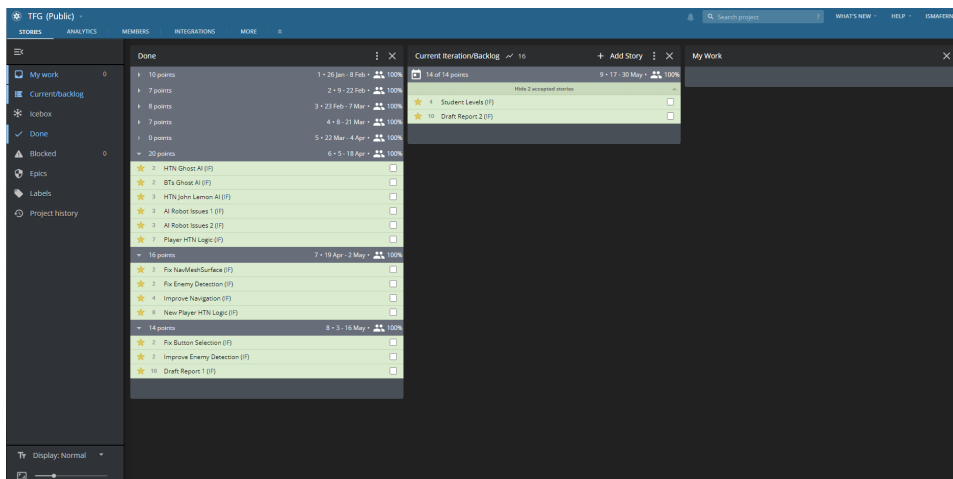 TFG (Public)
Search project
?
WHAT'S NEW
HELP
ISMAFERN
STORIES
ANALYTICS
MEMBERS
INTEGRATIONS
MORE
My work 0
Current/backlog
Icebox
Done
Blocked 0
Epics
Labels
Project history
Display: Normal
Done
10 points 1 • 26 Jan - 8 Feb • 100%
7 points 2 • 9 - 22 Feb • 100%
8 points 3 • 23 Feb - 7 Mar • 100%
7 points 4 • 8 - 21 Mar • 100%
0 points 5 • 22 Mar - 4 Apr • 100%
20 points 6 • 5 - 18 Apr • 100%
2 HTN Ghost AI (IF)
2 BTs Ghost AI (IF)
3 HTN John Lemon AI (IF)
3 AI Robot Issues 1 (IF)
3 AI Robot Issues 2 (IF)
7 Player HTN Logic (IF)
16 points 7 • 19 Apr - 2 May • 100%
Fix NavMeshSurface (IF)
Fix Enemy Detection (IF)
4 Improve Navigation (IF)
New Player HTN Logic (IF)
14 points 8 • 3 - 16 May • 100%
2 Fix Button Selection (IF)
2 Improve Enemy Detection (IF)
10 Draft Report 1 (IF)
Current Iteration/Backlog 16 + Add Story
14 of 14 points 9 • 17 - 30 May • 100%
Hide 2 accepted stories
4 Student Levels (IF)
10 Draft Report 2 (IF)
My Work